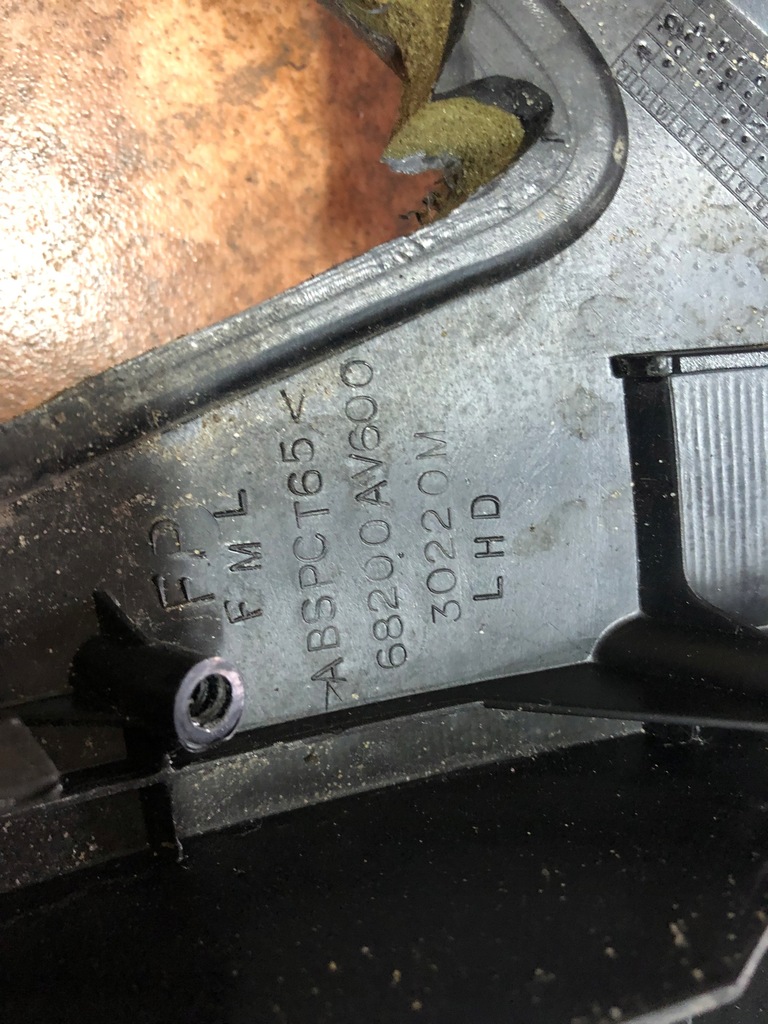 FP
FML
>ABSPCT65<
68200AV600
30220M
LHD